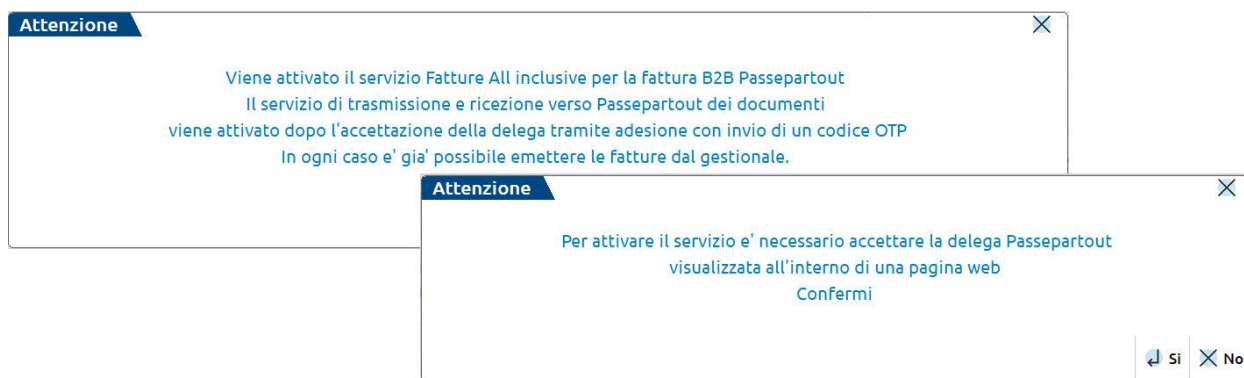 Attenzione
Viene attivato il servizio Fatture All inclusive per la fattura B2B Passepartout
Il servizio di trasmissione e ricezione verso Passepartout dei documenti
viene attivato dopo l'accettazione della delega tramite adesione con invio di un codice OTP
In ogni caso e' gia' possibile emettere le fatture dal gestionale.
Attenzione
Per attivare il servizio e' necessario accettare la delega Passepartout
visualizzata all'interno di una pagina web
Confermi
Si No